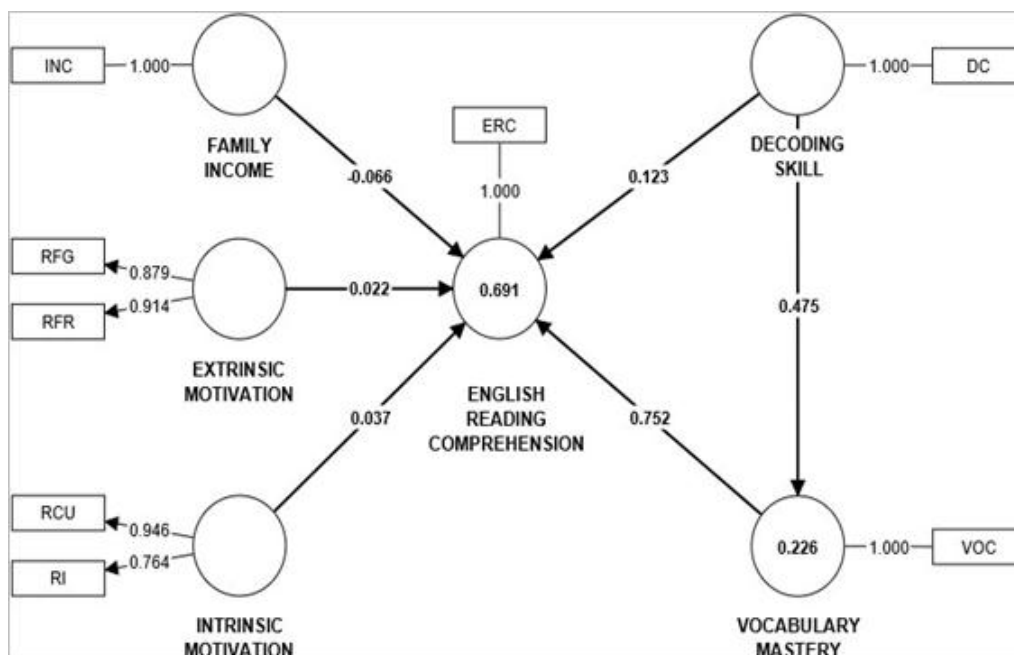 INC
1.000
1.000
DC
ERC
FAMILY
INCOME
DECODING
SKILL
-0.066
1.000
0.123
RFG
0.879
RFR
0.914
0.022
0.691
0.475
EXTRINSIC
MOTIVATION
ENGLISH
READING
COMPREHENSION
0.037
0.752
RCU
0.946
RI
0.764
0.226
1.000
VOC
INTRINSIC
MOTIVATION
VOCABULARY
MASTERY